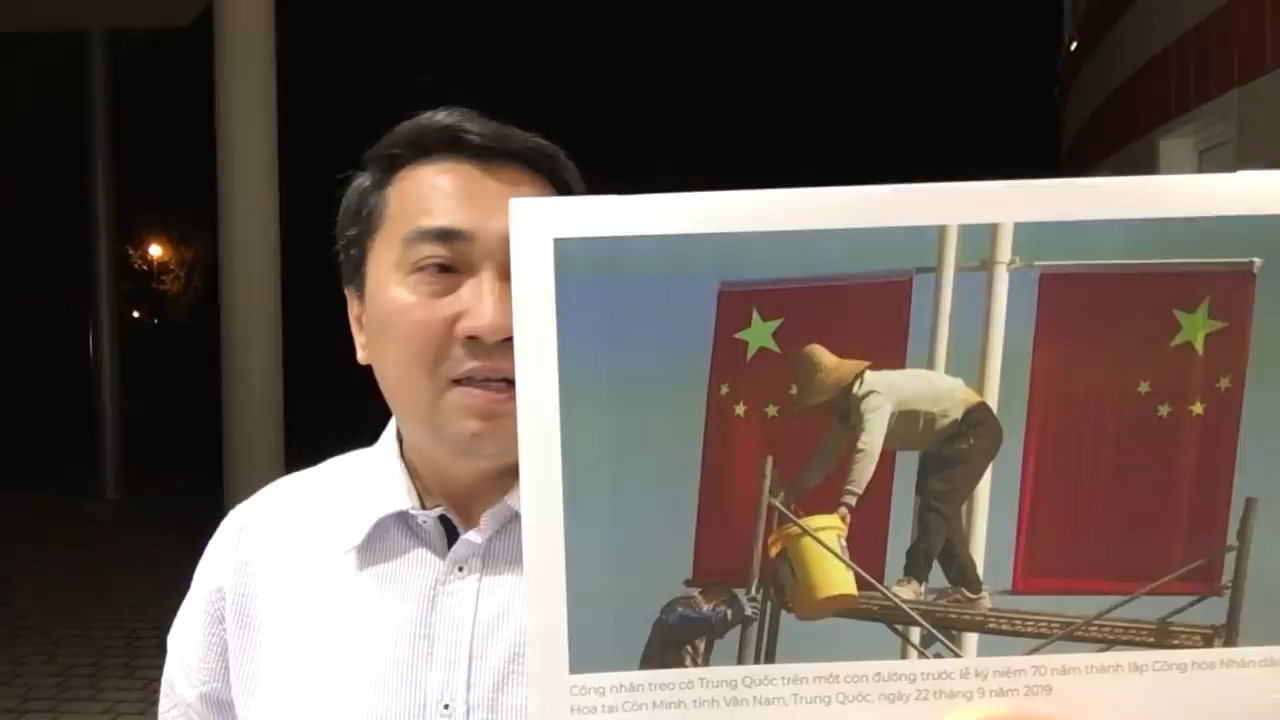 Công nhân treo cờ Trung Quốc trên một con đường trước lễ kỷ niệm 70 năm thành lập Cộng hòa Nhân dâ
Hoa tại Côn Minh, tỉnh Vân Nam, Trung Quốc, ngày 22 tháng 9 năm 2019